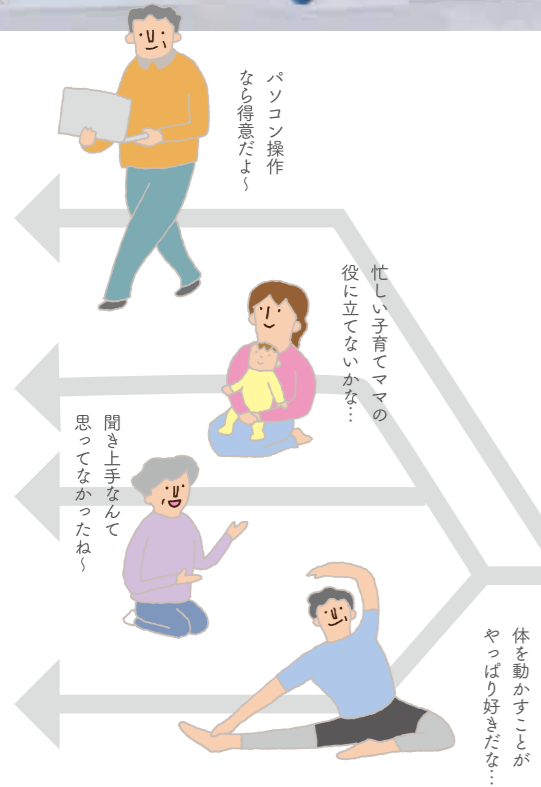 パソコン操作
なら得意だよ～
忙しい子育てママの
役に立てないかな…
聞き上手なんて
思ってなかったね～
体を動かすことが
やっぱり好きだな…